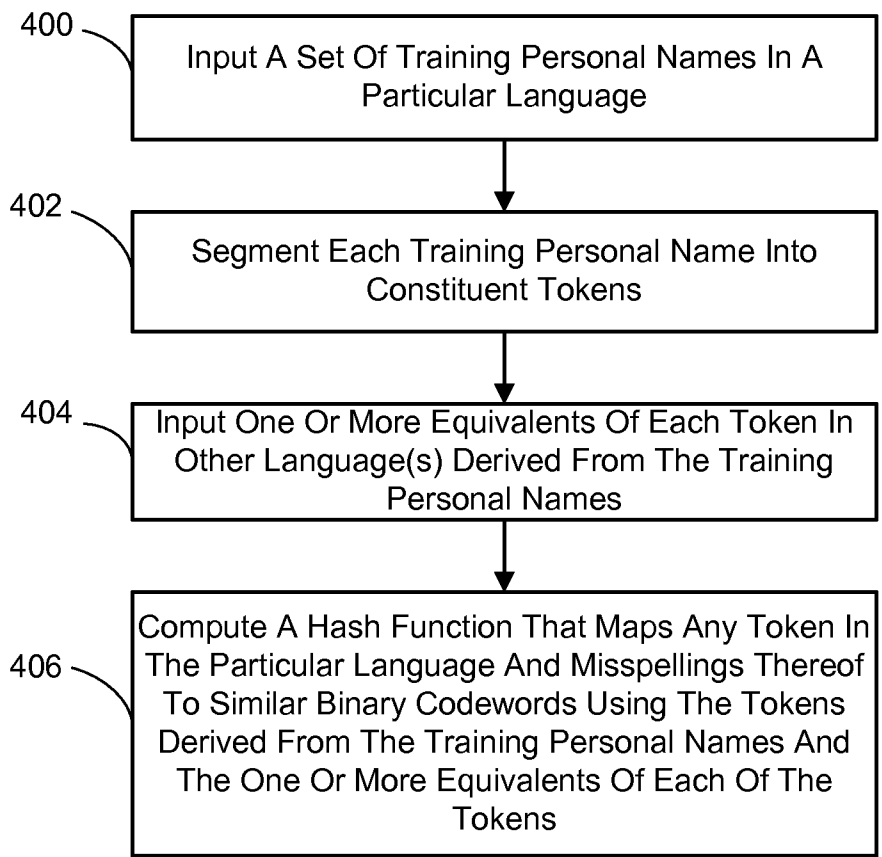 400
Input A Set Of Training Personal Names In A
Particular Language
402
Segment Each Training Personal Name Into
Constituent Tokens
404
Input One Or More Equivalents Of Each Token In
Other Language(s) Derived From The Training
Personal Names
406
Compute A Hash Function That Maps Any Token In
The Particular Language And Misspellings Thereof
To Similar Binary Codewords Using The Tokens
Derived From The Training Personal Names And
The One Or More Equivalents Of Each Of The
Tokens